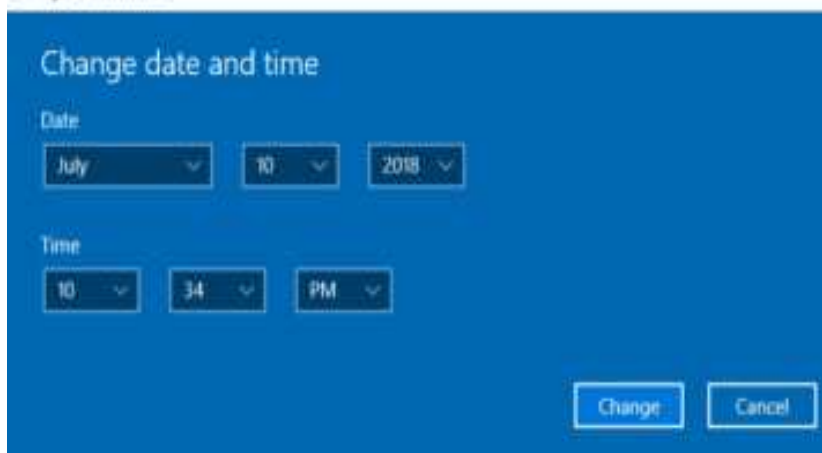 Change date and time
Date
July 10 2018
Time
10 34 PM
Change Cancel